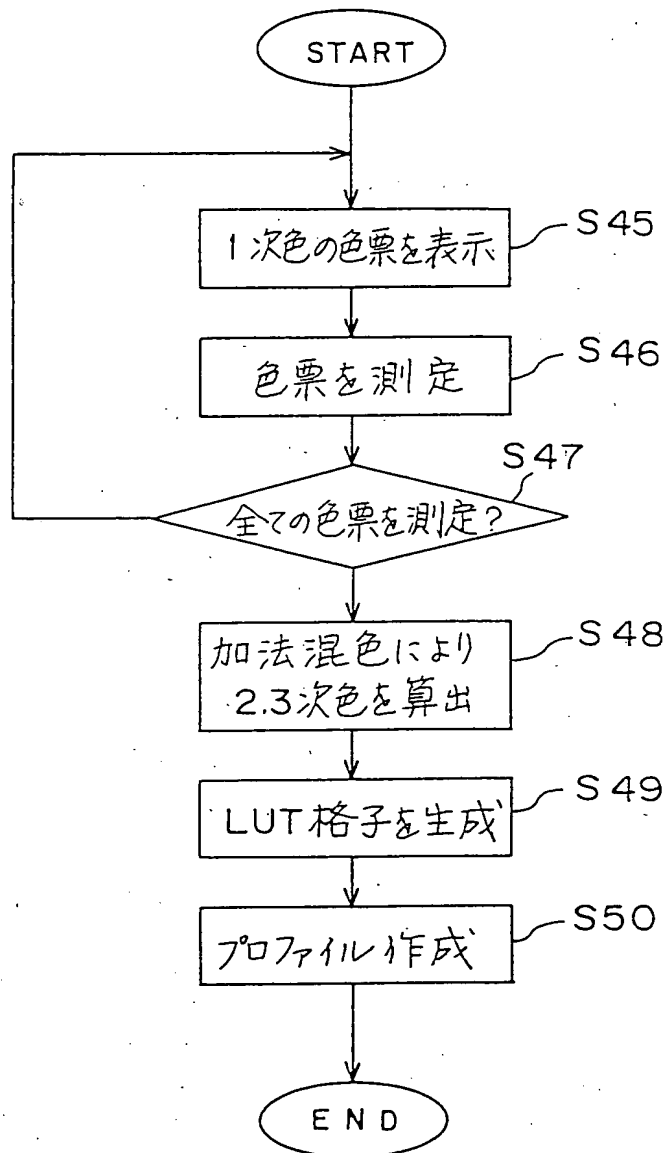 START
1次色の色票を表示
S45
色票を測定
S46
S47
全ての色票を測定?
加法混色により
2.3次色を算出
S48
LUT格子を生成
S49
プロファイル作成
S50
END